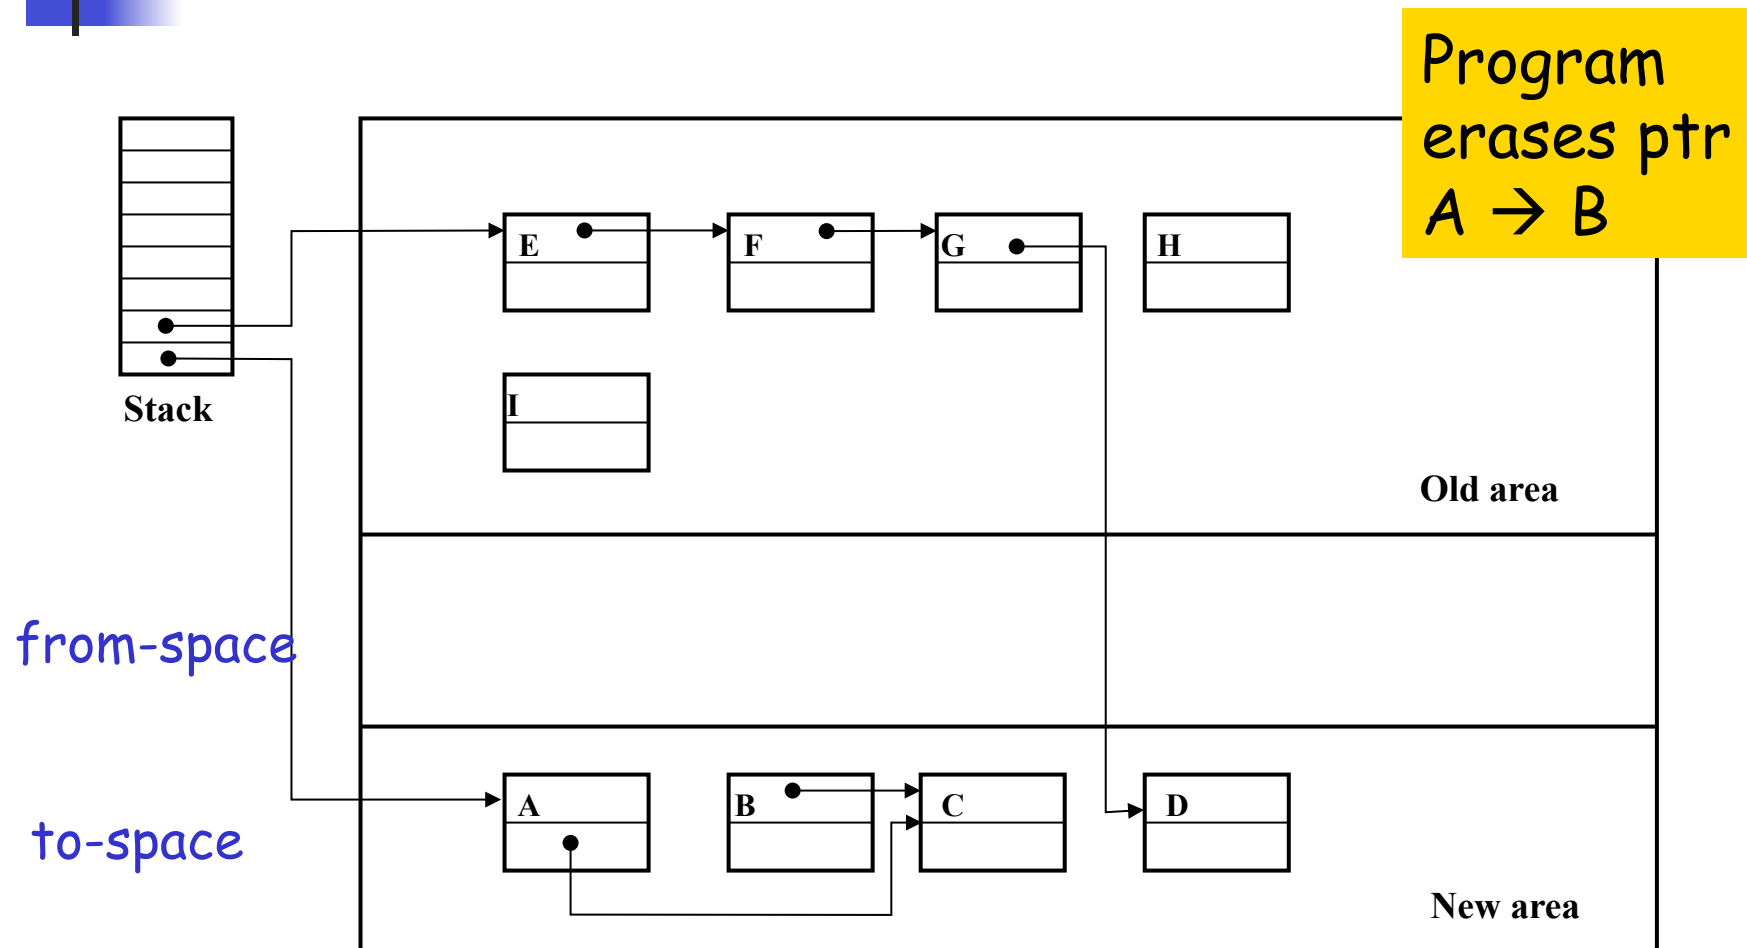 Program
erases ptr
A → B
E
F
G
H
I
Stack
Old area
from-space
to-space
A
B
C
D
New area